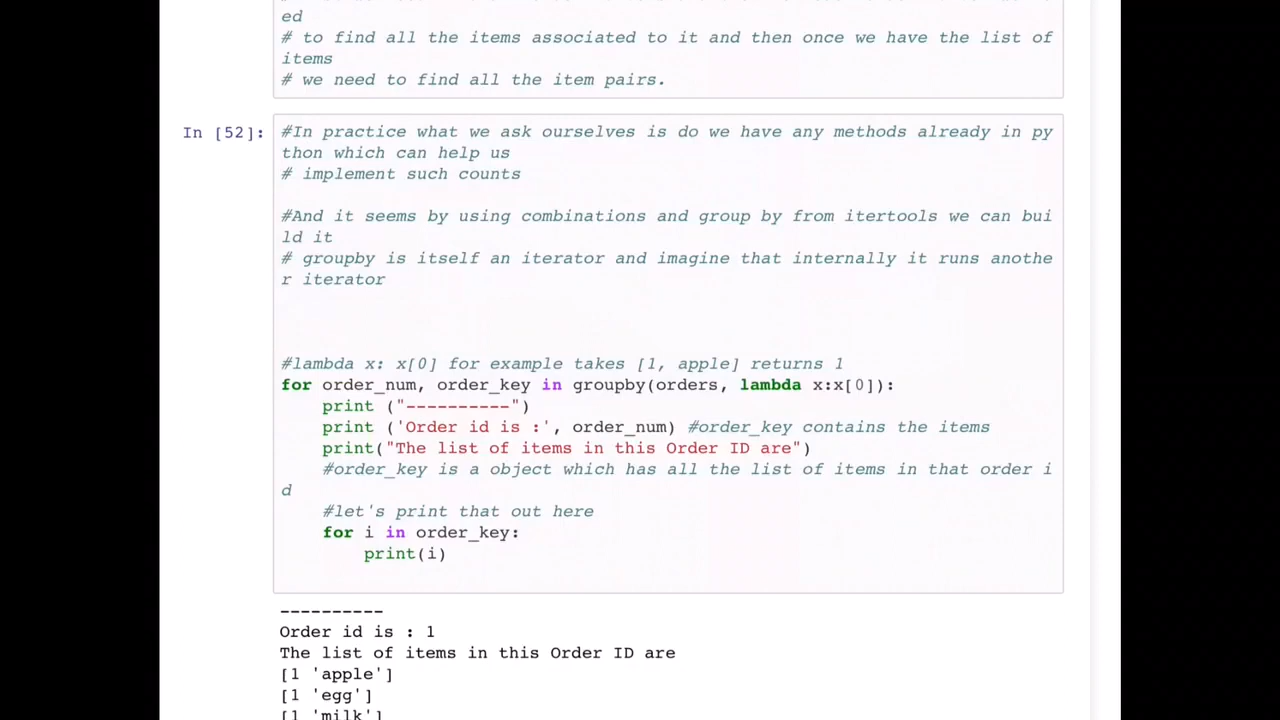 ed
# to find all the items associated to it and then once we have the list of
items
# we need to find all the item pairs.
In [52]:
#In practice what we ask ourselves is do we have any methods already in py
thon which can help us
# implement such counts
#And it seems by using combinations and group by from itertools we can bui
ld it
# groupby is itself an iterator and imagine that internally it runs anothe
r iterator
#lambda x: x[0] for example takes [1, apple] returns 1
for order_num, order_key in groupby(orders, lambda x:x[0]):
    print ("----------")
    print ('Order id is :', order_num) #order_key contains the items
    print("The list of items in this Order ID are")
    #order_key is a object which has all the list of items in that order i
d
    #let's print that out here
    for i in order_key:
        print(i)
----------
Order id is : 1
The list of items in this Order ID are
[1 'apple']
[1 'egg']
[1 'milk']